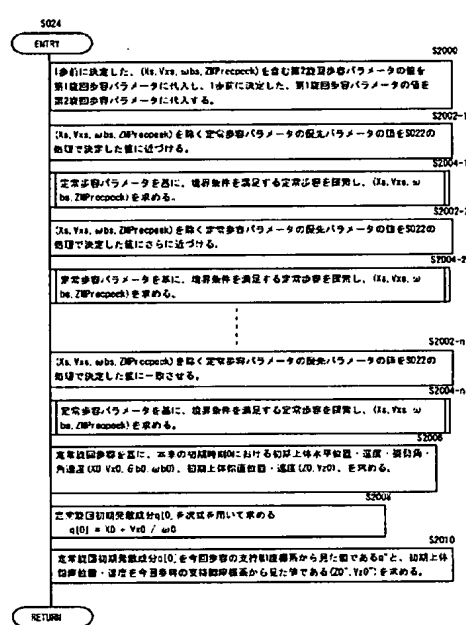 S024
ENTRY
S2000
1歩前に決定した、(Xs, Vxs, ωbs, ZMPrecpeek)を含む第2旋回歩容パラメータの値を
第1旋回歩容パラメータに代入し、1歩前に決定した、第1旋回歩容パラメータの値を
第2旋回歩容パラメータに代入する。
S2002-1
(Xs, Vxs, ωbs, ZMPrecpeek)を除く定常歩容パラメータの優先パラメータの値をS022の
処理で決定した値に近づける。
S2004-1
定常歩容パラメータを基に、境界条件を満足する定常歩容を探索し、(Xs, Vxs, ω
bs, ZMPrecpeek)を求める。
S2002-2
(Xs, Vxs, ωbs, ZMPrecpeek)を除く定常歩容パラメータの優先パラメータの値をS022の
処理で決定した値にさらに近づける。
S2004-2
定常歩容パラメータを基に、境界条件を満足する定常歩容を探索し、(Xs, Vxs, ω
bs, ZMPrecpeek)を求める。
S2002-n
(Xs, Vxs, ωbs, ZMPrecpeek)を除く定常歩容パラメータの優先パラメータの値をS022の
処理で決定した値に一致させる。
S2004-n
定常歩容パラメータを基に、境界条件を満足する定常歩容を探索し、(Xs, Vxs, ω
bs, ZMPrecpeek)を求める。
S2006
定常旋回歩容を基に、本来の初期時刻0における初期上体水平位置・速度・姿勢角・
角速度(X0, Vx0, θb0, ωb0)、初期上体鉛直位置・速度(Z0, Vz0)、を求める。
S2008
定常旋回初期発散成分q[0]を次式を用いて求める
q[0] = X0 + Vx0 / ω0
S2010
定常旋回初期発散成分q[0]を今回歩容の支持脚座標系から見た値であるq"と、初期上体
鉛直位置・速度を今回歩容の支持脚座標系から見た値である(Z0", Vz0")を求める。
RETURN